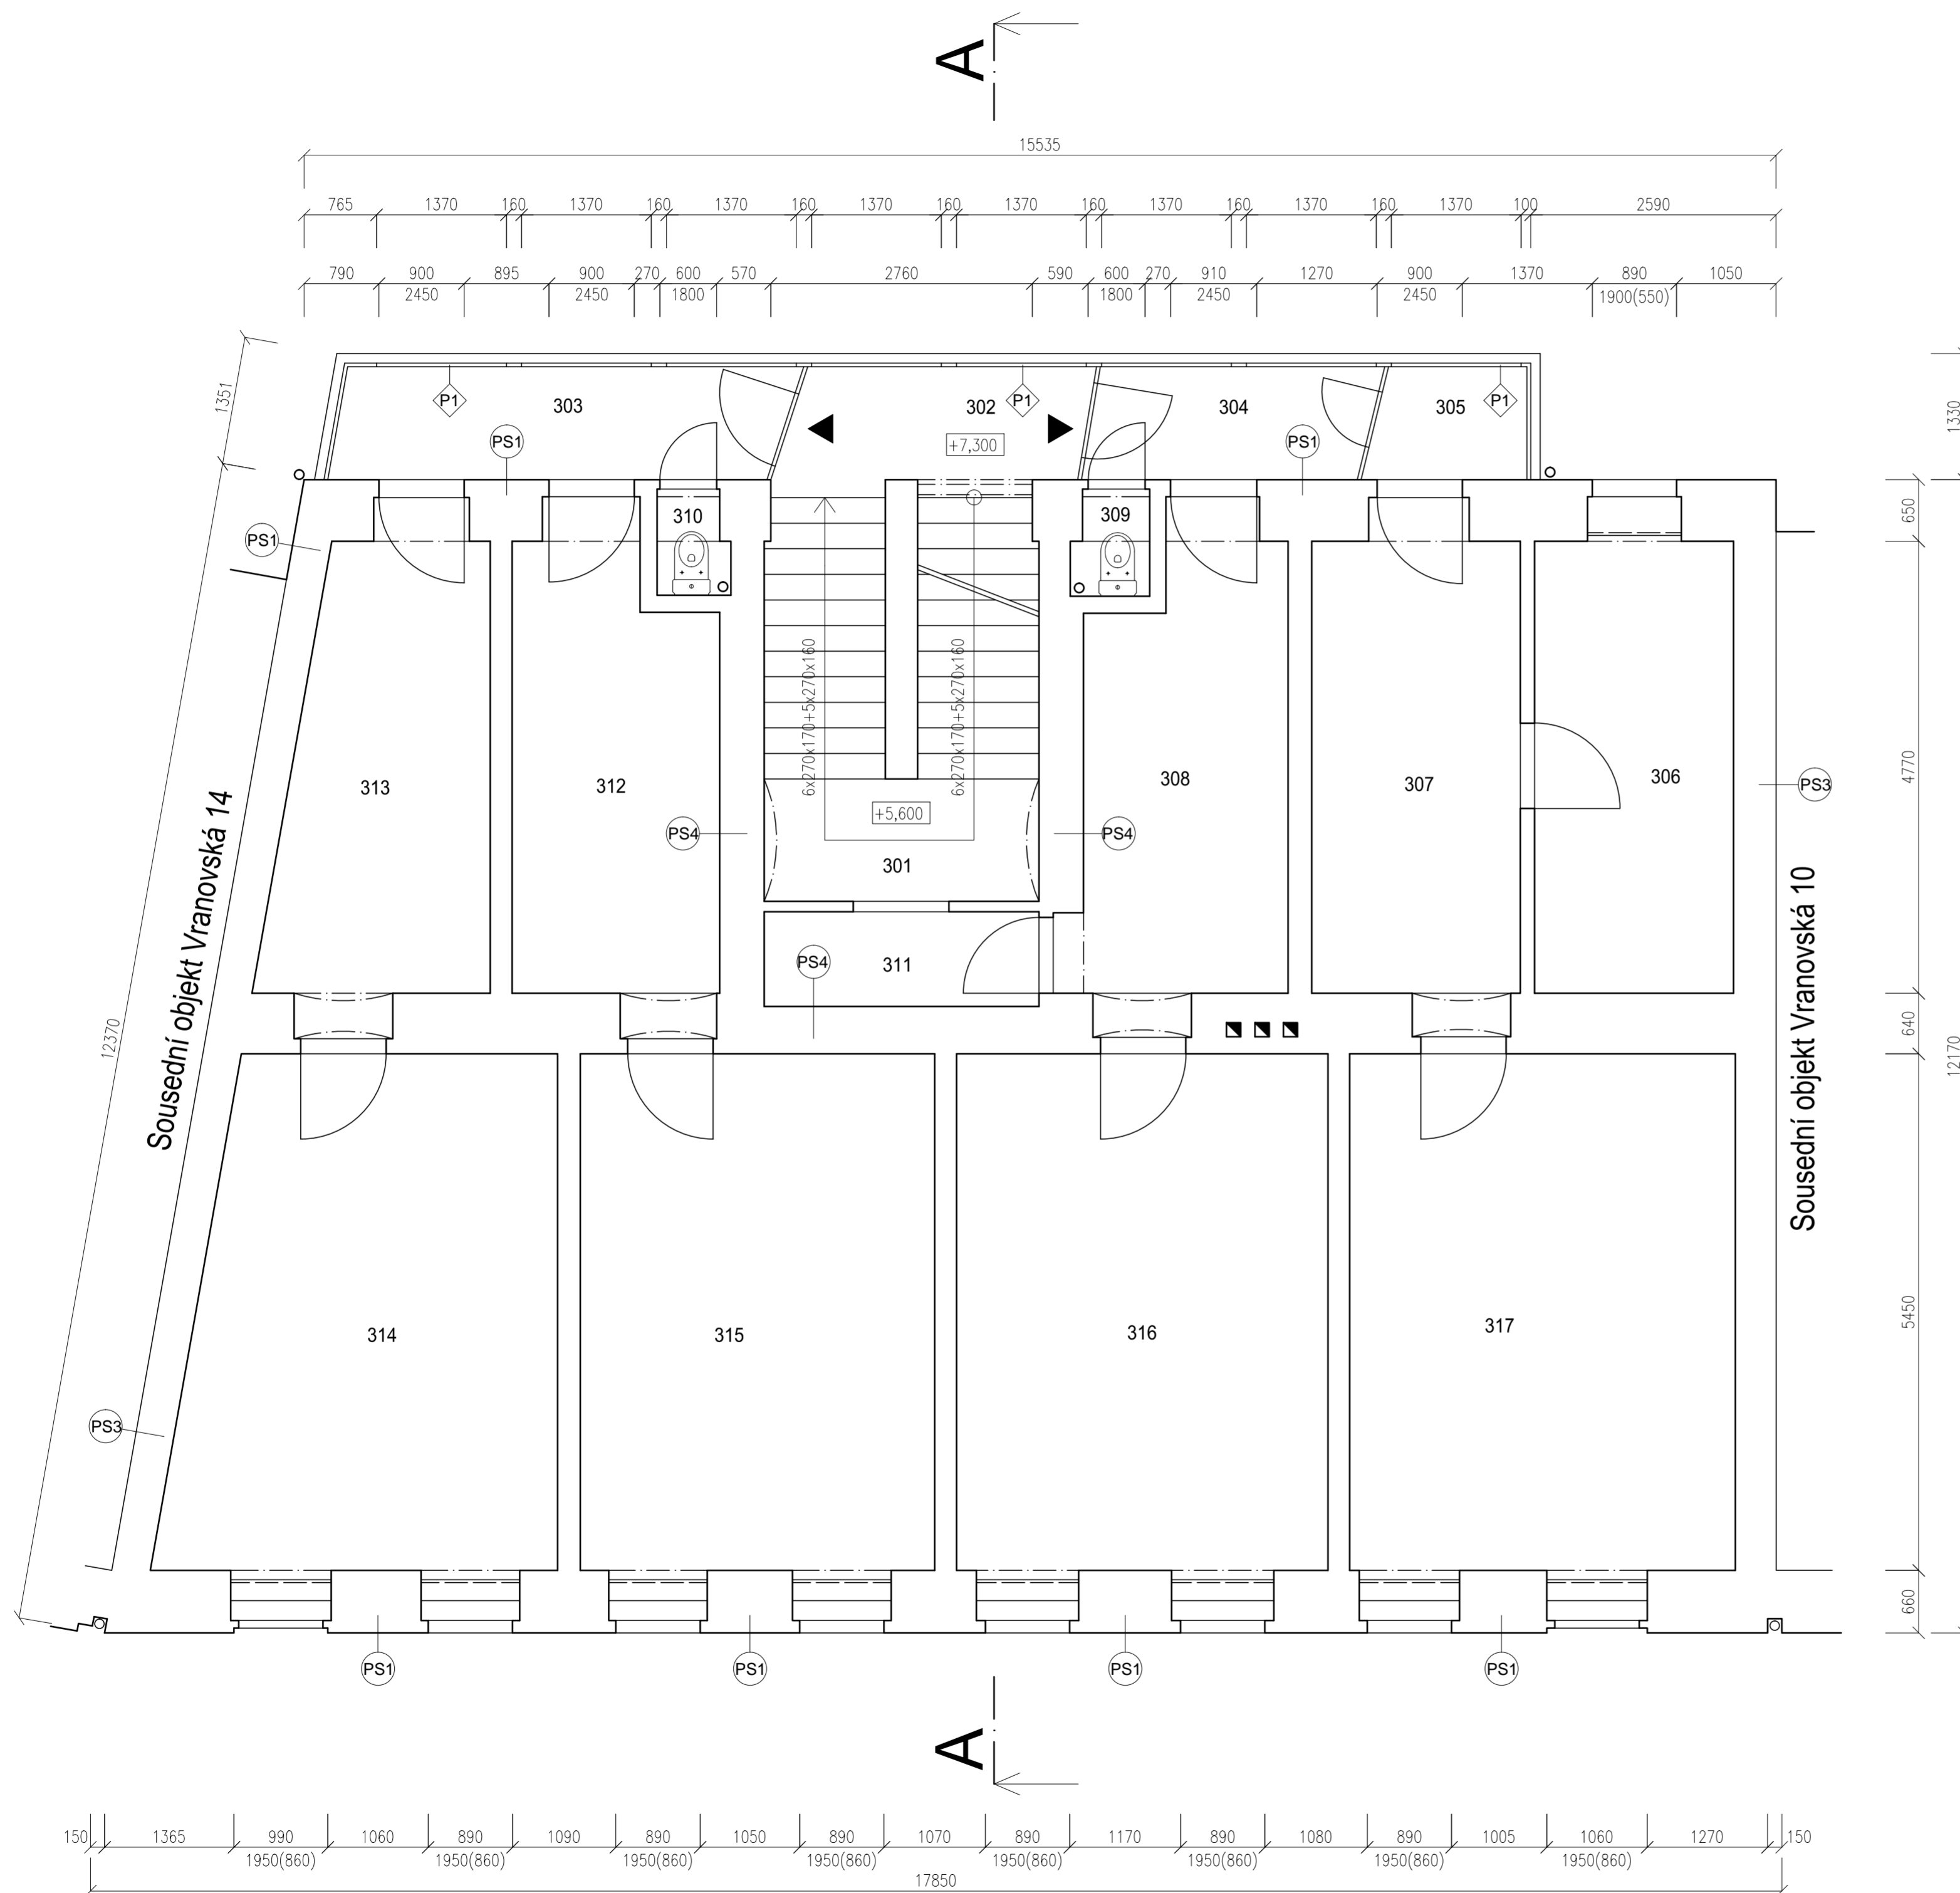 A
15535
765 1370 160 1370 160 1370 160 1370 160 1370 160 1370 160 1370 160 1370 100 2590
790 900 895 900 270 600 570 2760 590 600 270 910 1270 900 1370 890 1050
2450 2450 1800 1800 2450 2450 1900(550)
1351
1330
303 P1 302 P1 304 305 P1
PS1 +7,300 PS1
310 309
PS1
650
6x270x170+5x270x160 6x270x170+5x270x160
313 312 308 307 306 PS3
4770
+5,600
PS4 PS4
301
Sousední objekt Vranovská 14
Sousední objekt Vranovská 10
PS4 311
12370
640
12170
314 315 316 317
5450
PS3
660
PS1 PS1 PS1 PS1
A
150 1365 990 1060 890 1090 890 1050 890 1070 890 1170 890 1080 890 1005 1060 1270 150
1950(860) 1950(860) 1950(860) 1950(860) 1950(860) 1950(860) 1950(860) 1950(860)
17850